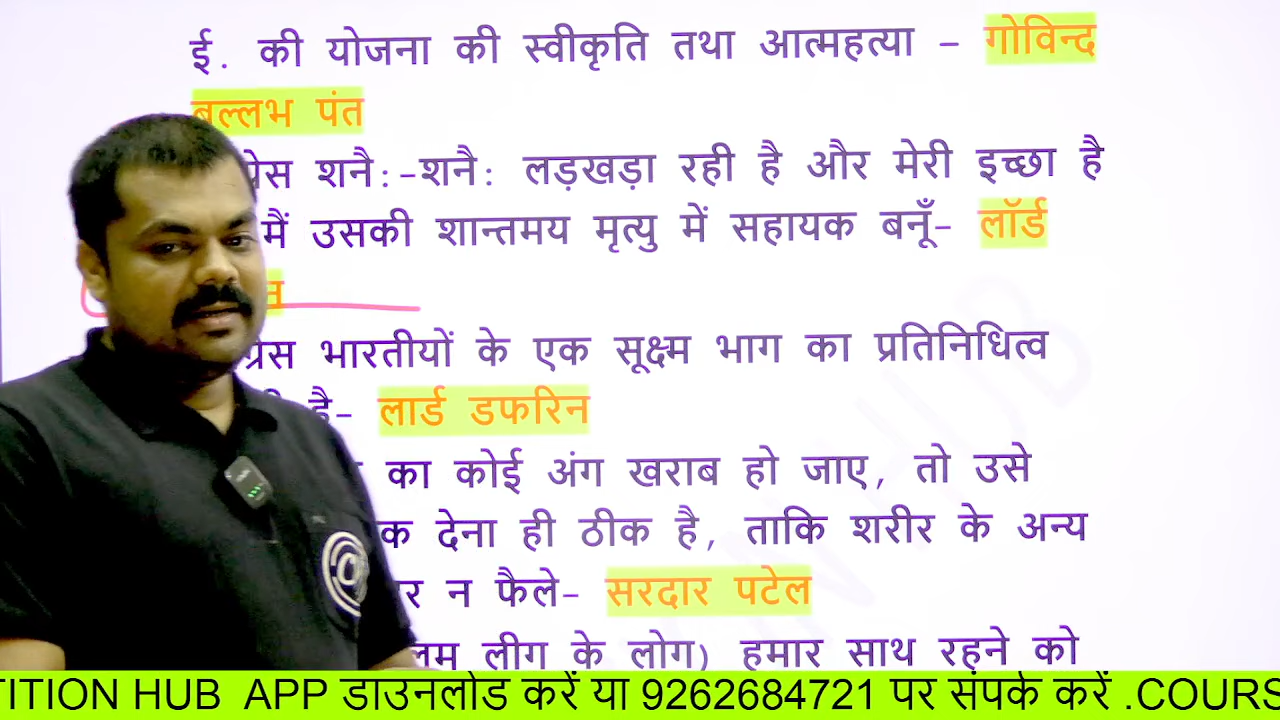 ई. की योजना की स्वीकृति तथा आत्महत्या – गोविन्द
बल्लभ पंत
शनै:-शनै: लड़खड़ा रही है और मेरी इच्छा है
मैं उसकी शान्तमय मृत्यु में सहायक बनूँ- लॉर्ड
भारतीयों के एक सूक्ष्म भाग का प्रतिनिधित्व
है- लार्ड डफरिन
का कोई अंग खराब हो जाए, तो उसे
देना ही ठीक है, ताकि शरीर के अन्य
न फैले- सरदार पटेल
लीग के लोग) हमार साथ रहने को
TITION HUB APP डाउनलोड करें या 9262684721 पर संपर्क करें .COURS